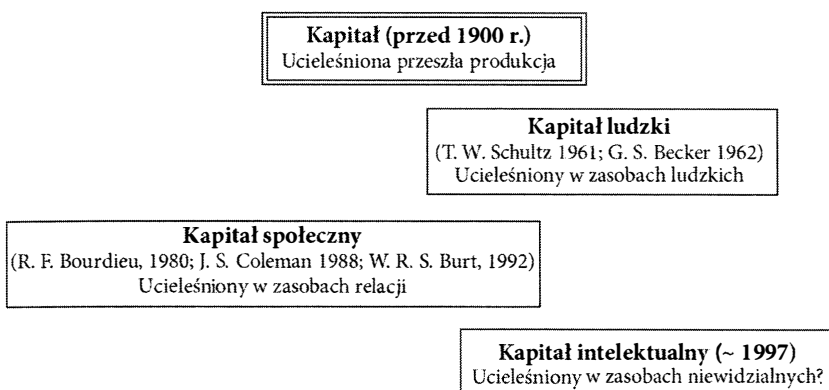 Kapitał (przed 1900 r.)
Ucieleśniona przeszła produkcja
Kapitał ludzki
(T. W. Schultz 1961; G. S. Becker 1962)
Ucieleśniony w zasobach ludzkich
Kapitał społeczny
(R. F. Bourdieu, 1980; J. S. Coleman 1988; W. R. S. Burt, 1992)
Ucieleśniony w zasobach relacji
Kapitał intelektualny (~ 1997)
Ucieleśniony w zasobach niewidzialnych?